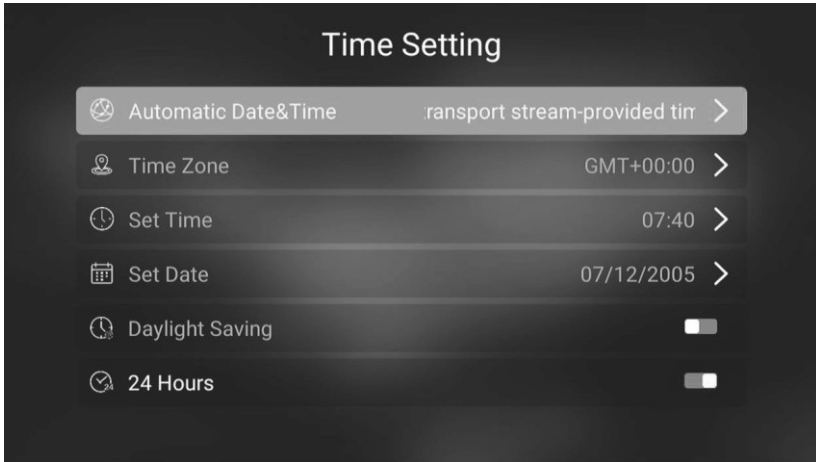 Time Setting
Automatic Date&Time transport stream-provided tim
Time Zone GMT+00:00
Set Time 07:40
Set Date 07/12/2005
Daylight Saving
24 Hours